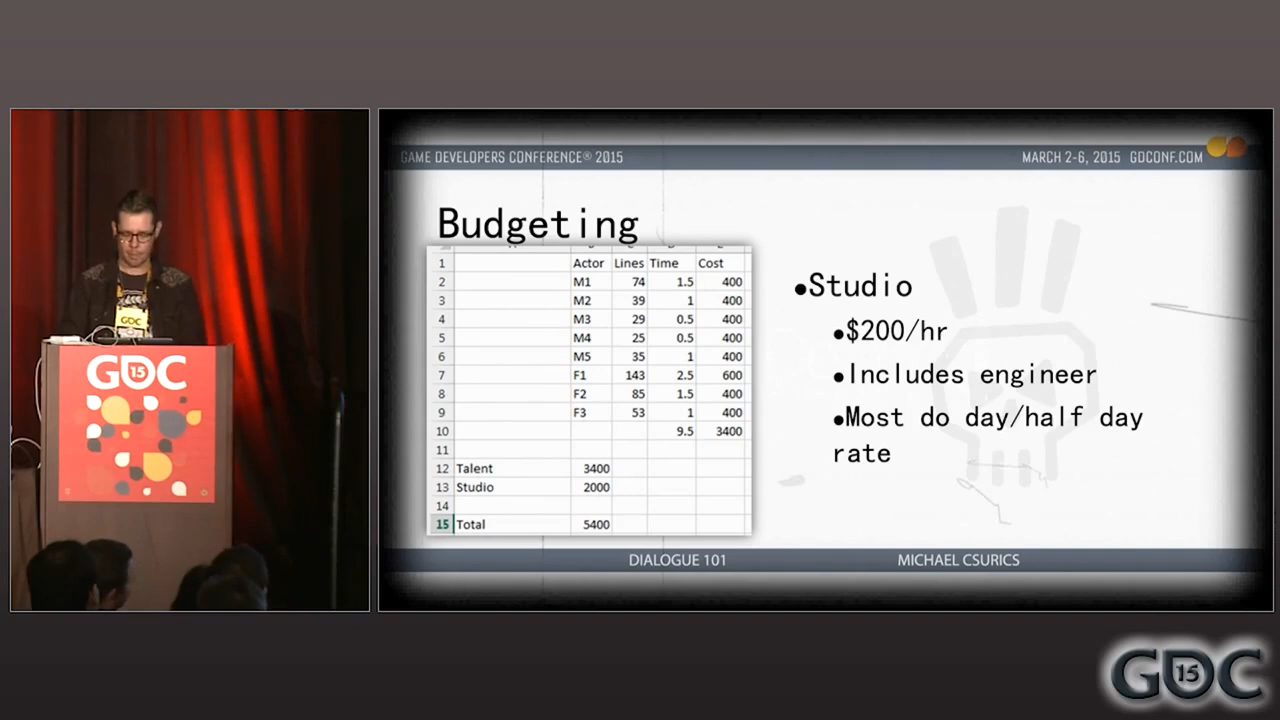 GAME DEVELOPERS CONFERENCE® 2015
MARCH 2-6, 2015 GDCONF.COM
Budgeting
Actor Lines Time Cost
1
2 M1 74 1.5 400
3 M2 39 1 400
4 M3 29 0.5 400
5 M4 25 0.5 400
6 M5 35 1 400
7 F1 143 2.5 600
8 F2 85 1.5 400
9 F3 53 1 400
10 9.5 3400
11
12 Talent 3400
13 Studio 2000
14
15 Total 5400
•Studio
•$200/hr
•Includes engineer
•Most do day/half day
rate
DIALOGUE 101
MICHAEL CSURICS
GDC
GDC 15
GDC 15